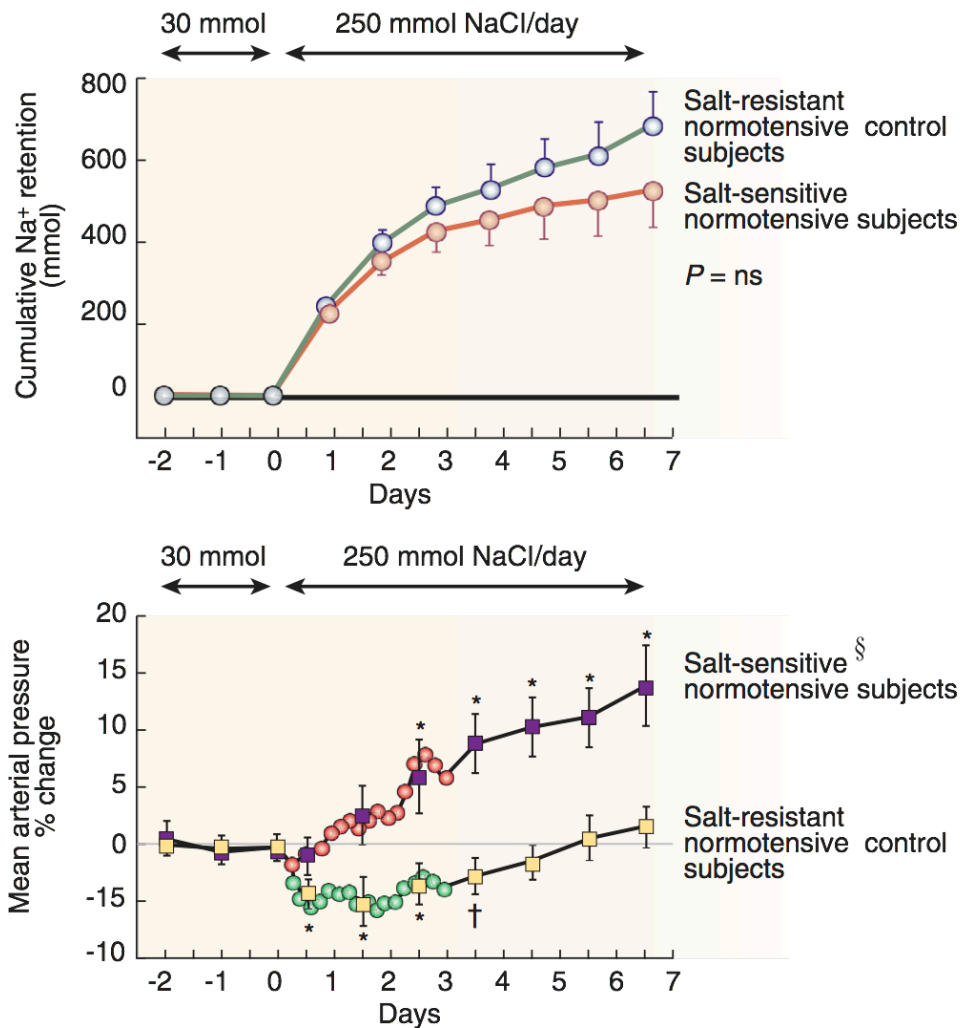 30 mmol 250 mmol NaCl/day
800
600
400
200
0
Cumulative Na⁺ retention
(mmol)
Salt-resistant
normotensive control
subjects
Salt-sensitive
normotensive subjects
P = ns
-2 -1 0 1 2 3 4 5 6 7
Days
30 mmol 250 mmol NaCl/day
20
15
10
5
0
-15
-10
Mean arterial pressure
% change
* * * * * *
Salt-sensitive §
normotensive subjects
Salt-resistant
normotensive control
subjects
* * * †
-2 -1 0 1 2 3 4 5 6 7
Days